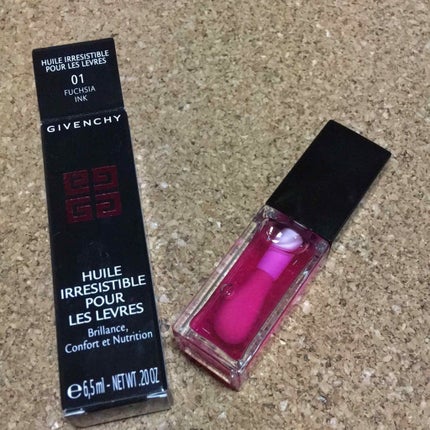 HUILE IRRESISTIBLE
POUR LES LEVRES
01
FUCHSIA
INK
GIVENCHY
HUILE
IRRESISTIBLE
POUR
LES LEVRES
Brillance,
Confort et Nutrition
℮ 6,5 ml - NET WT .20 OZ